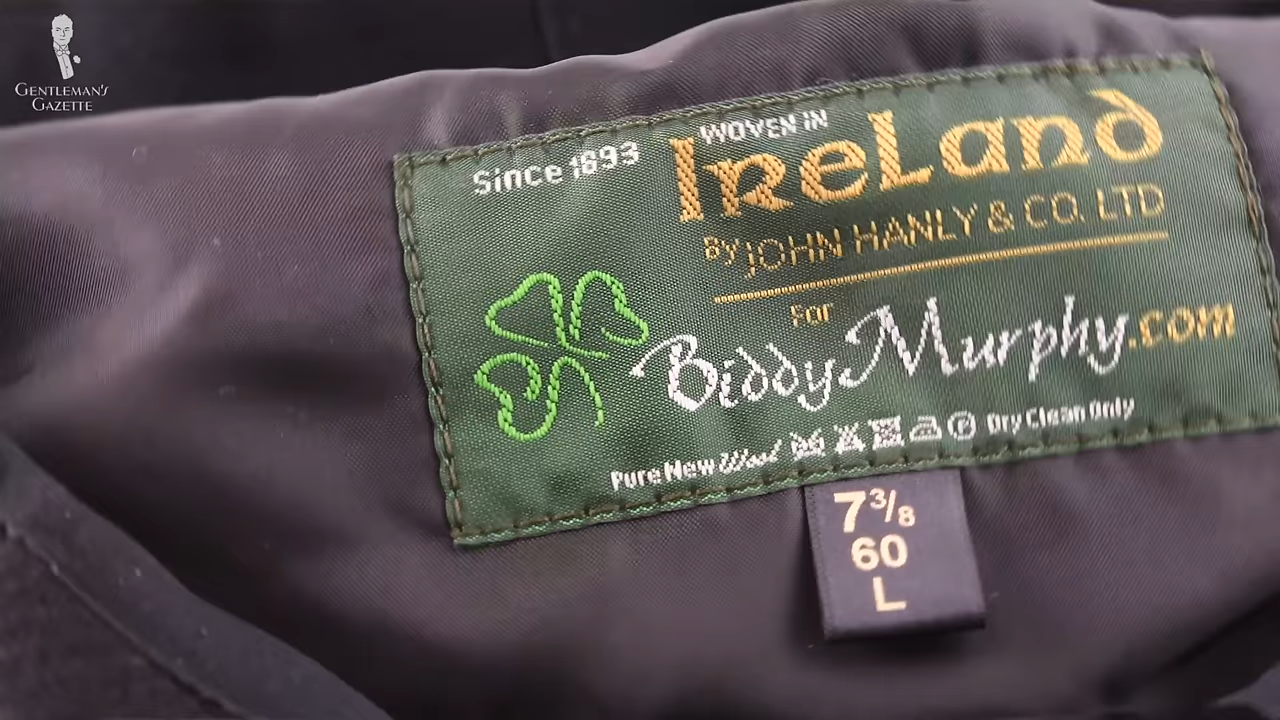 GENTLEMAN'S
GAZETTE
Since 1893
WOVEN IN
IRELAND
By JOHN HANLY & CO. LTD
For
BiddyMurphy.com
Pure New Wool Dry Clean Only
7 3/8
60
L